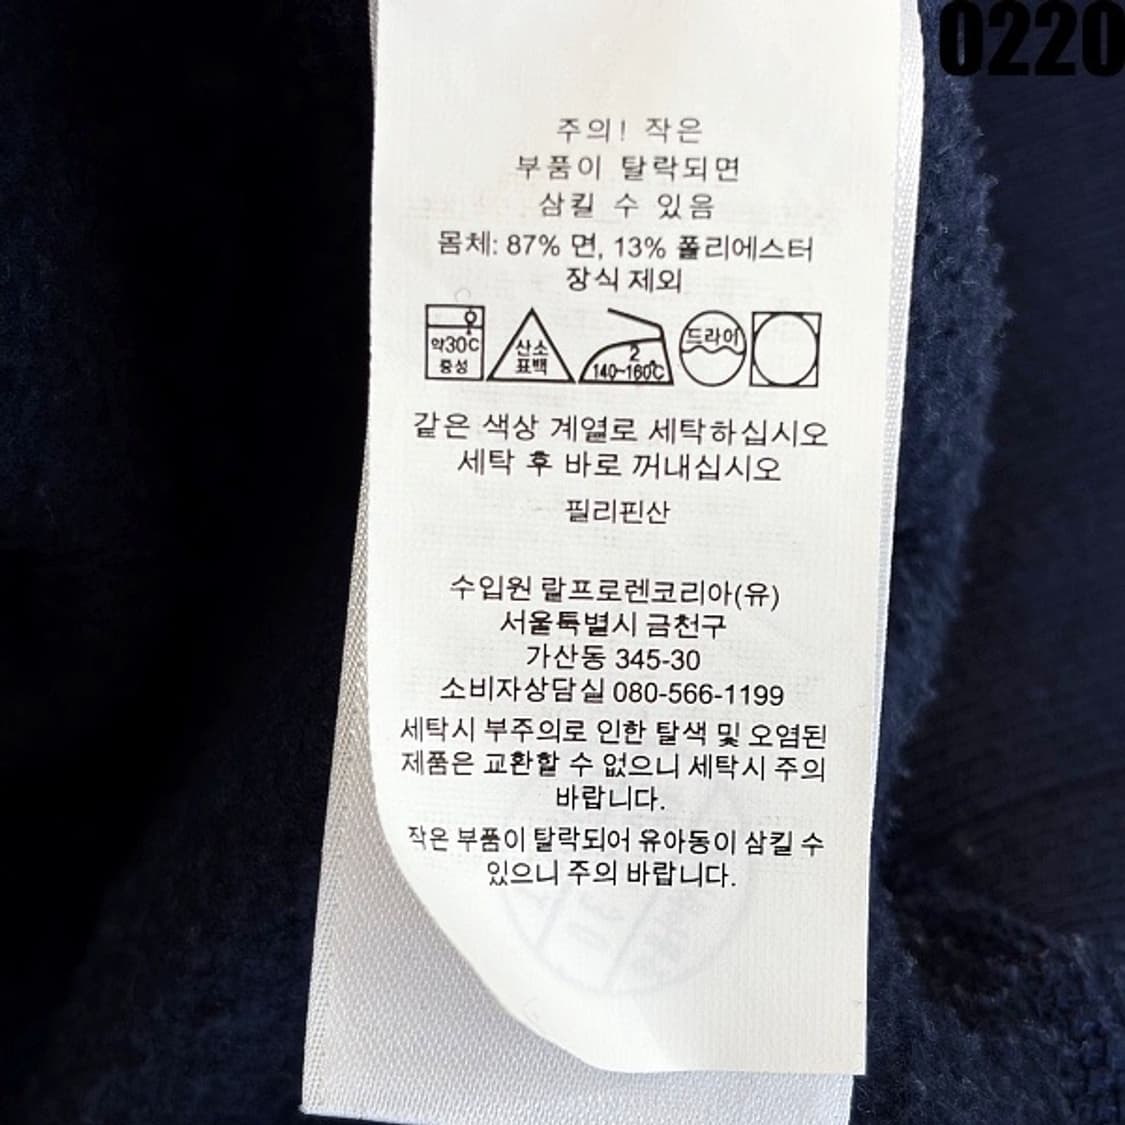 0220
주의! 작은
부품이 탈락되면
삼킬 수 있음
몸체: 87% 면, 13% 폴리에스터
장식 제외
약30℃ 중성
산소 표백
2 140~160℃
드라이
같은 색상 계열로 세탁하십시오
세탁 후 바로 꺼내십시오
필리핀산
수입원 랄프로렌코리아(유)
서울특별시 금천구
가산동 345-30
소비자상담실 080-566-1199
세탁시 부주의로 인한 탈색 및 오염된
제품은 교환할 수 없으니 세탁시 주의
바랍니다.
작은 부품이 탈락되어 유아동이 삼킬 수
있으니 주의 바랍니다.